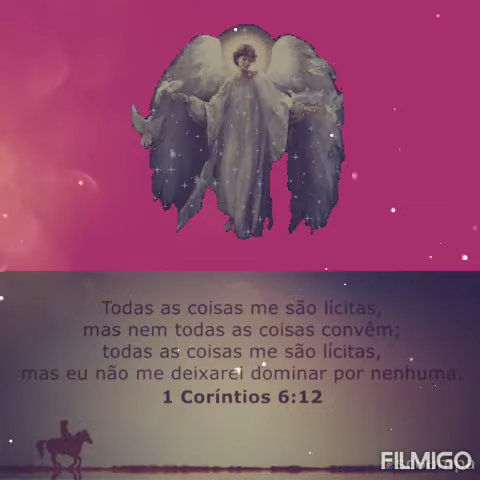 Todas as coisas me são lícitas,
mas nem todas as coisas convêm;
todas as coisas me são lícitas,
mas eu não me deixarei dominar por nenhuma.
1 Coríntios 6:12
FILMIGO